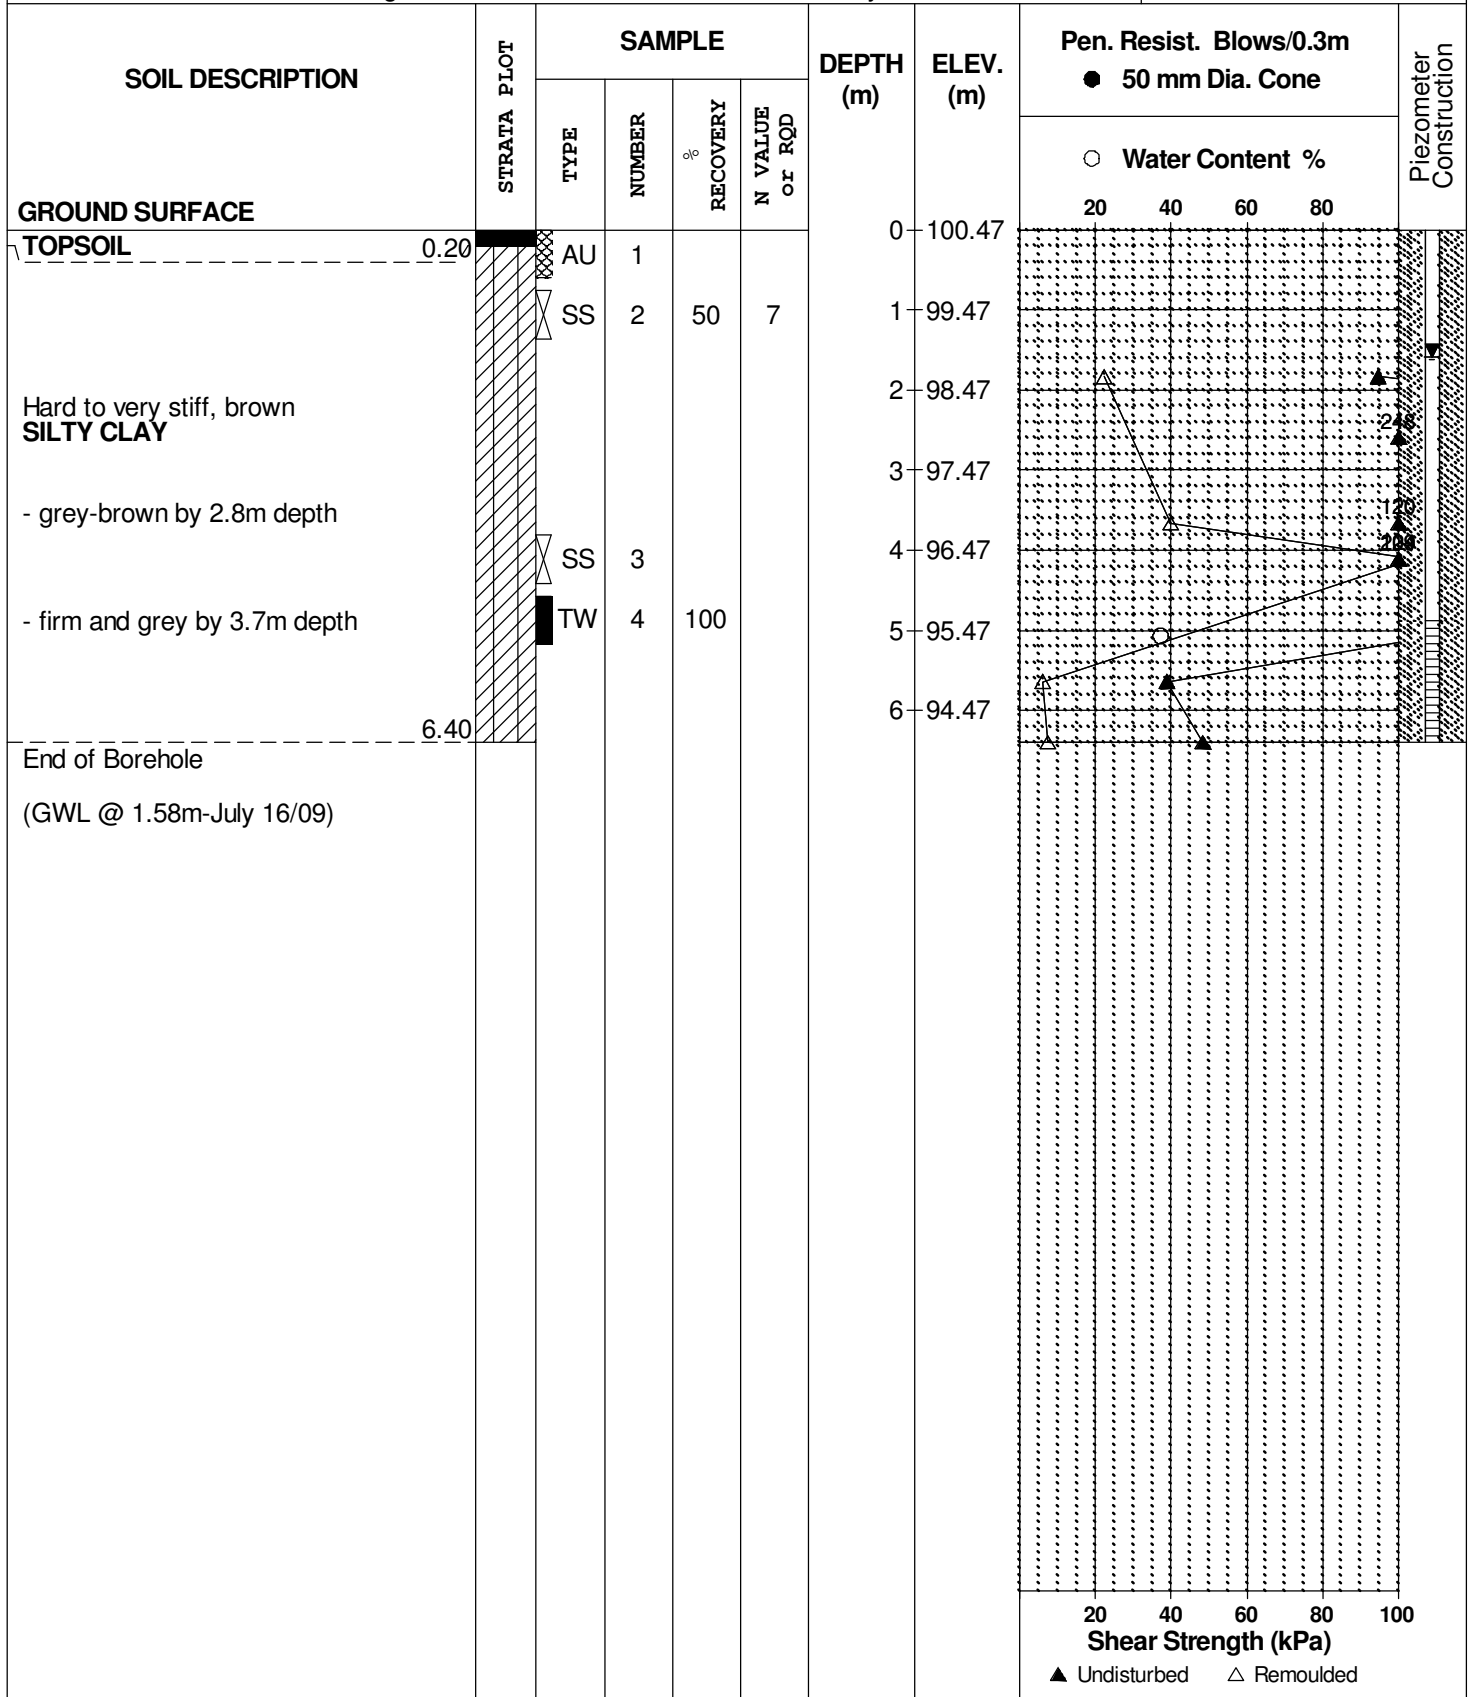 SOIL DESCRIPTION
GROUND SURFACE
STRATA PLOT
SAMPLE
TYPE
NUMBER
% RECOVERY
N VALUE or RQD
DEPTH (m)
ELEV. (m)
Pen. Resist. Blows/0.3m
● 50 mm Dia. Cone
○ Water Content %
20 40 60 80
Piezometer Construction
TOPSOIL 0.20
AU 1
0 100.47
SS 2 50 7
1 99.47
2 98.47
Hard to very stiff, brown
SILTY CLAY
248
3 97.47
- grey-brown by 2.8m depth
120
SS 3
4 96.47
- firm and grey by 3.7m depth
TW 4 100
5 95.47
6 94.47
6.40
End of Borehole
(GWL @ 1.58m-July 16/09)
20 40 60 80 100
Shear Strength (kPa)
▲ Undisturbed △ Remoulded